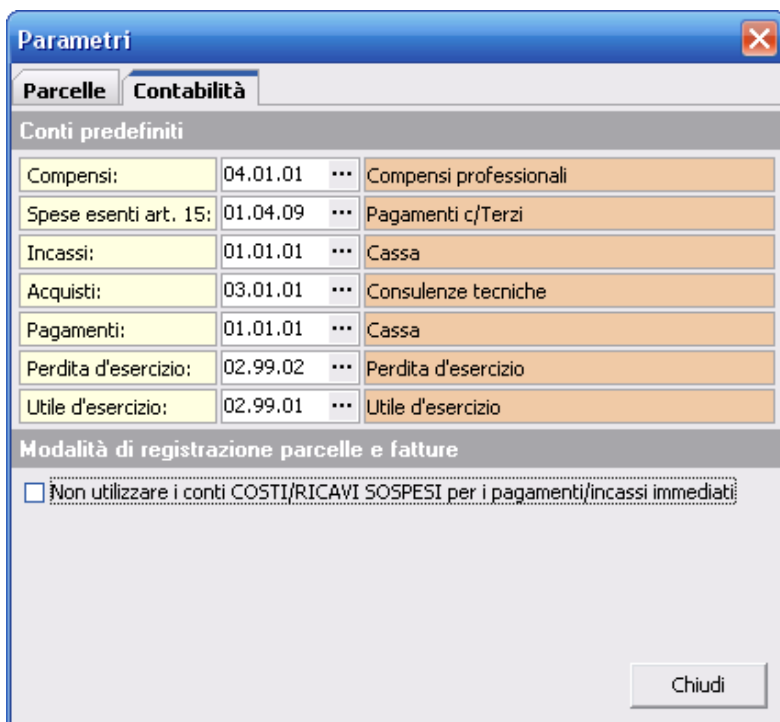 Parametri
Parcelle Contabilità
Conti predefiniti
Compensi: 04.01.01 ... Compensi professionali
Spese esenti art. 15: 01.04.09 ... Pagamenti c/Terzi
Incassi: 01.01.01 ... Cassa
Acquisti: 03.01.01 ... Consulenze tecniche
Pagamenti: 01.01.01 ... Cassa
Perdita d'esercizio: 02.99.02 ... Perdita d'esercizio
Utile d'esercizio: 02.99.01 ... Utile d'esercizio
Modalità di registrazione parcelle e fatture
Non utilizzare i conti COSTI/RICAVI SOSPESI per i pagamenti/incassi immediati
Chiudi